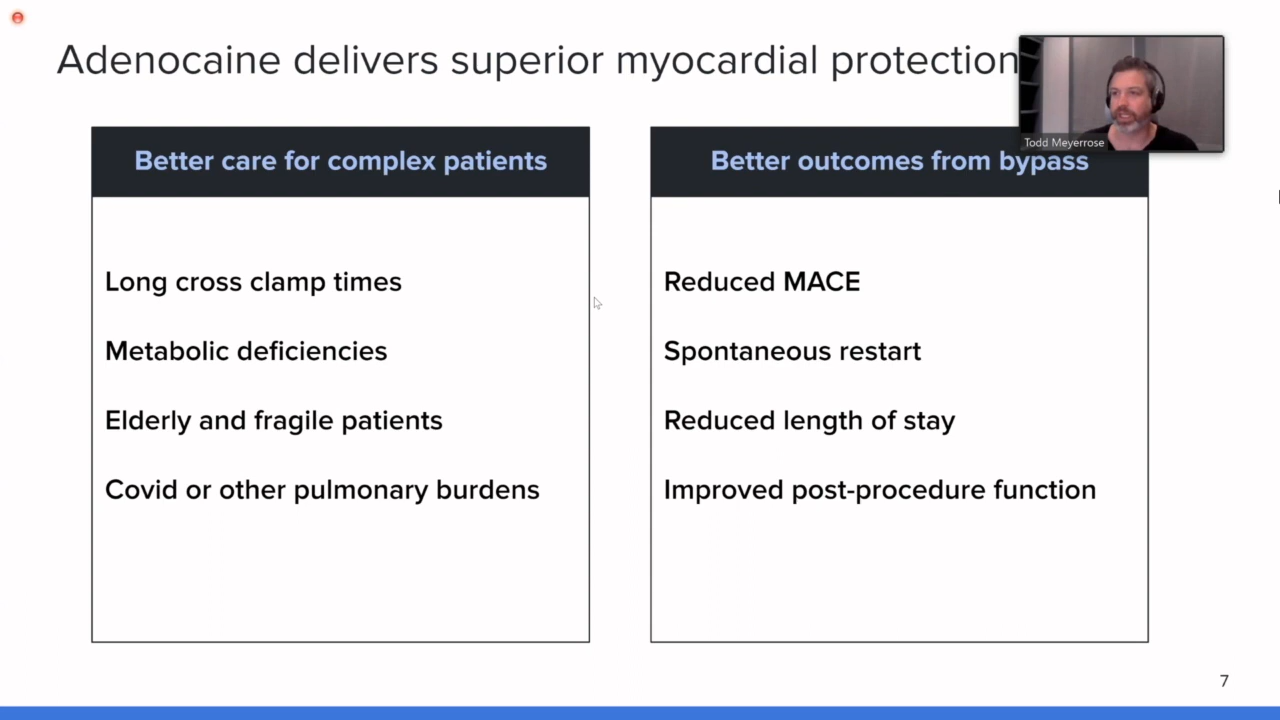 Adenocaine delivers superior myocardial protection
Todd Meyerrose
Better care for complex patients
Long cross clamp times
Metabolic deficiencies
Elderly and fragile patients
Covid or other pulmonary burdens
Better outcomes from bypass
Reduced MACE
Spontaneous restart
Reduced length of stay
Improved post-procedure function
7